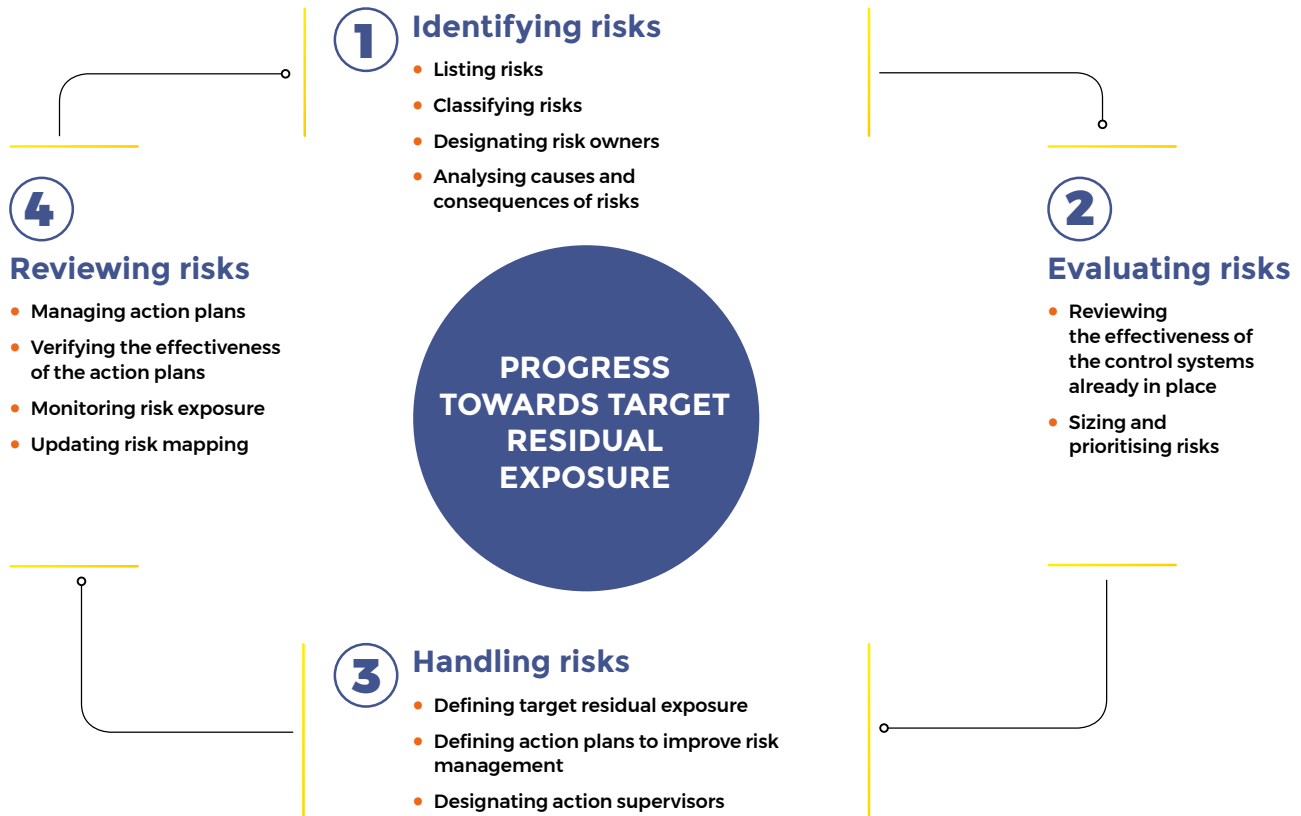 1
Identifying risks
Listing risks
Classifying risks
Designating risk owners
Analysing causes and
consequences of risks
2
Evaluating risks
Reviewing
the effectiveness of
the control systems
already in place
Sizing and
prioritising risks
3
Handling risks
Defining target residual exposure
Defining action plans to improve risk
management
Designating action supervisors
4
Reviewing risks
Managing action plans
Verifying the effectiveness
of the action plans
Monitoring risk exposure
Updating risk mapping
PROGRESS
TOWARDS TARGET
RESIDUAL
EXPOSURE